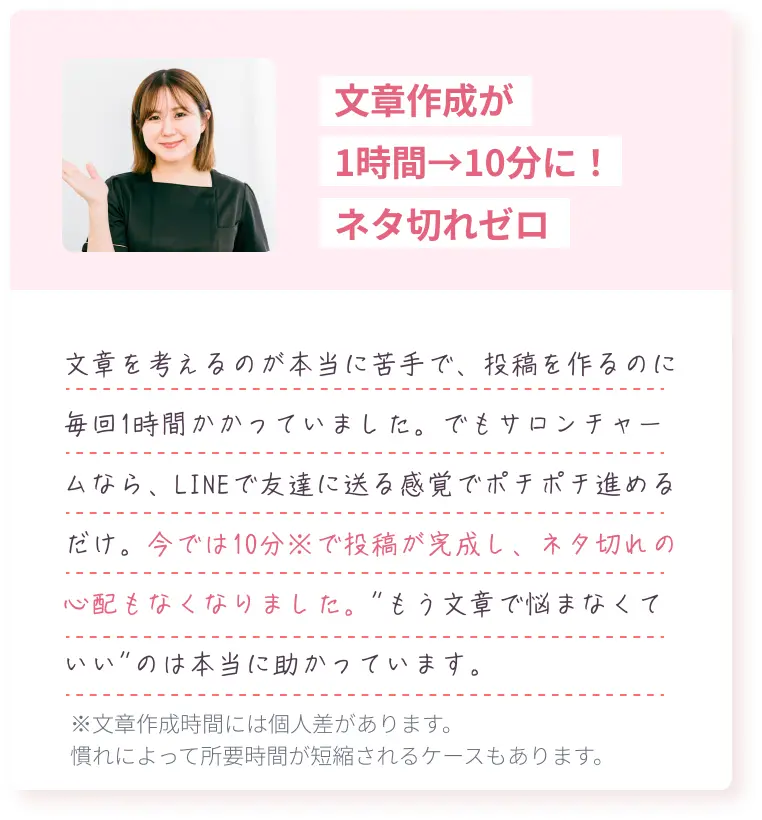 文章作成が
1時間→10分に！
ネタ切れゼロ
文章を考えるのが本当に苦手で、投稿を作るのに
毎回1時間かかっていました。でもサロンチャー
ムなら、LINEで友達に送る感覚でポチポチ進める
だけ。今では10分※で投稿が完成し、ネタ切れの
心配もなくなりました。"もう文章で悩まなくて
いい"のは本当に助かっています。
※文章作成時間には個人差があります。
慣れによって所要時間が短縮されるケースもあります。